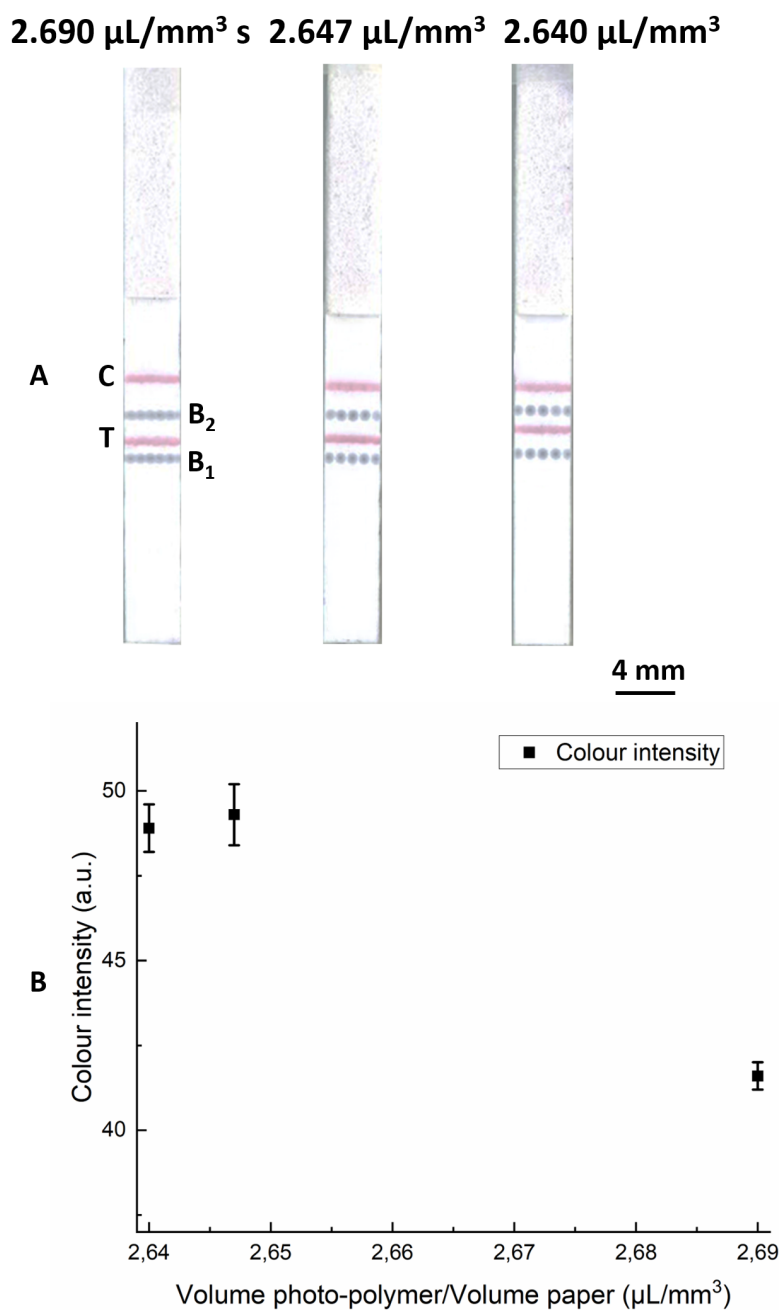 2.690 µL/mm³ s 2.647 µL/mm³ 2.640 µL/mm³
A C
B₂
T
B₁
4 mm
Colour intensity
50
45
40
Colour intensity (a.u.)
B
2,64 2,65 2,66 2,67 2,68 2,69
Volume photo-polymer/Volume paper (µL/mm³)